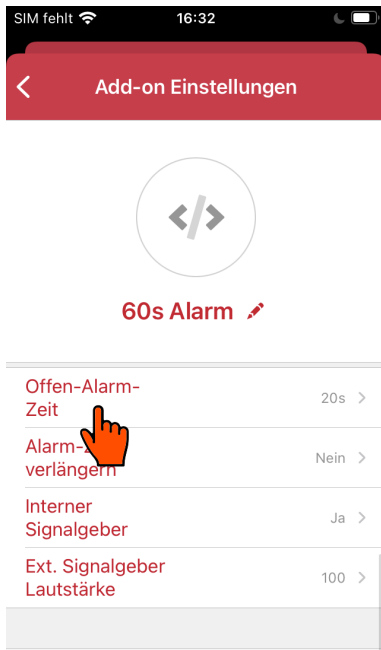 SIM fehlt 16:32
Add-on Einstellungen
60s Alarm
Offen-Alarm-
Zeit 20s
Alarm-
verlängern Nein
Interner
Signalgeber Ja
Ext. Signalgeber
Lautstärke 100